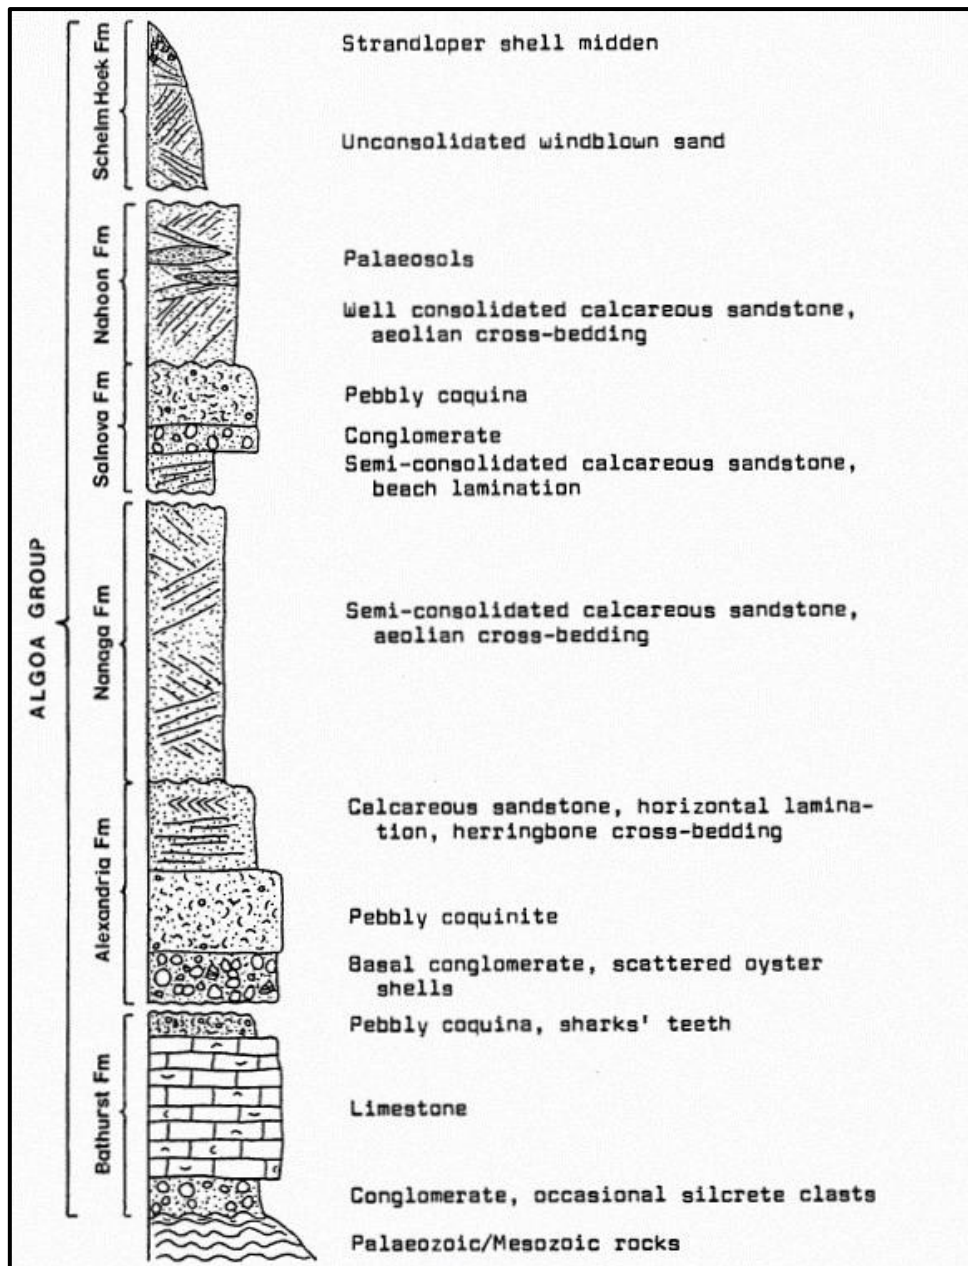 ALGOA GROUP
Schelm Hoek Fm
Strandloper shell midden
Unconsolidated windblown sand
Nahoon Fm
Palaeosols
Well consolidated calcareous sandstone,
aeolian cross-bedding
Salnova Fm
Pebbly coquina
Conglomerate
Semi-consolidated calcareous sandstone,
beach lamination
Nanaga Fm
Semi-consolidated calcareous sandstone,
aeolian cross-bedding
Alexandria Fm
Calcareous sandstone, horizontal lamina-
tion, herringbone cross-bedding
Pebbly coquinite
Basal conglomerate, scattered oyster
shells
Bathurst Fm
Pebbly coquina, sharks' teeth
Limestone
Conglomerate, occasional silcrete clasts
Palaeozoic/Mesozoic rocks